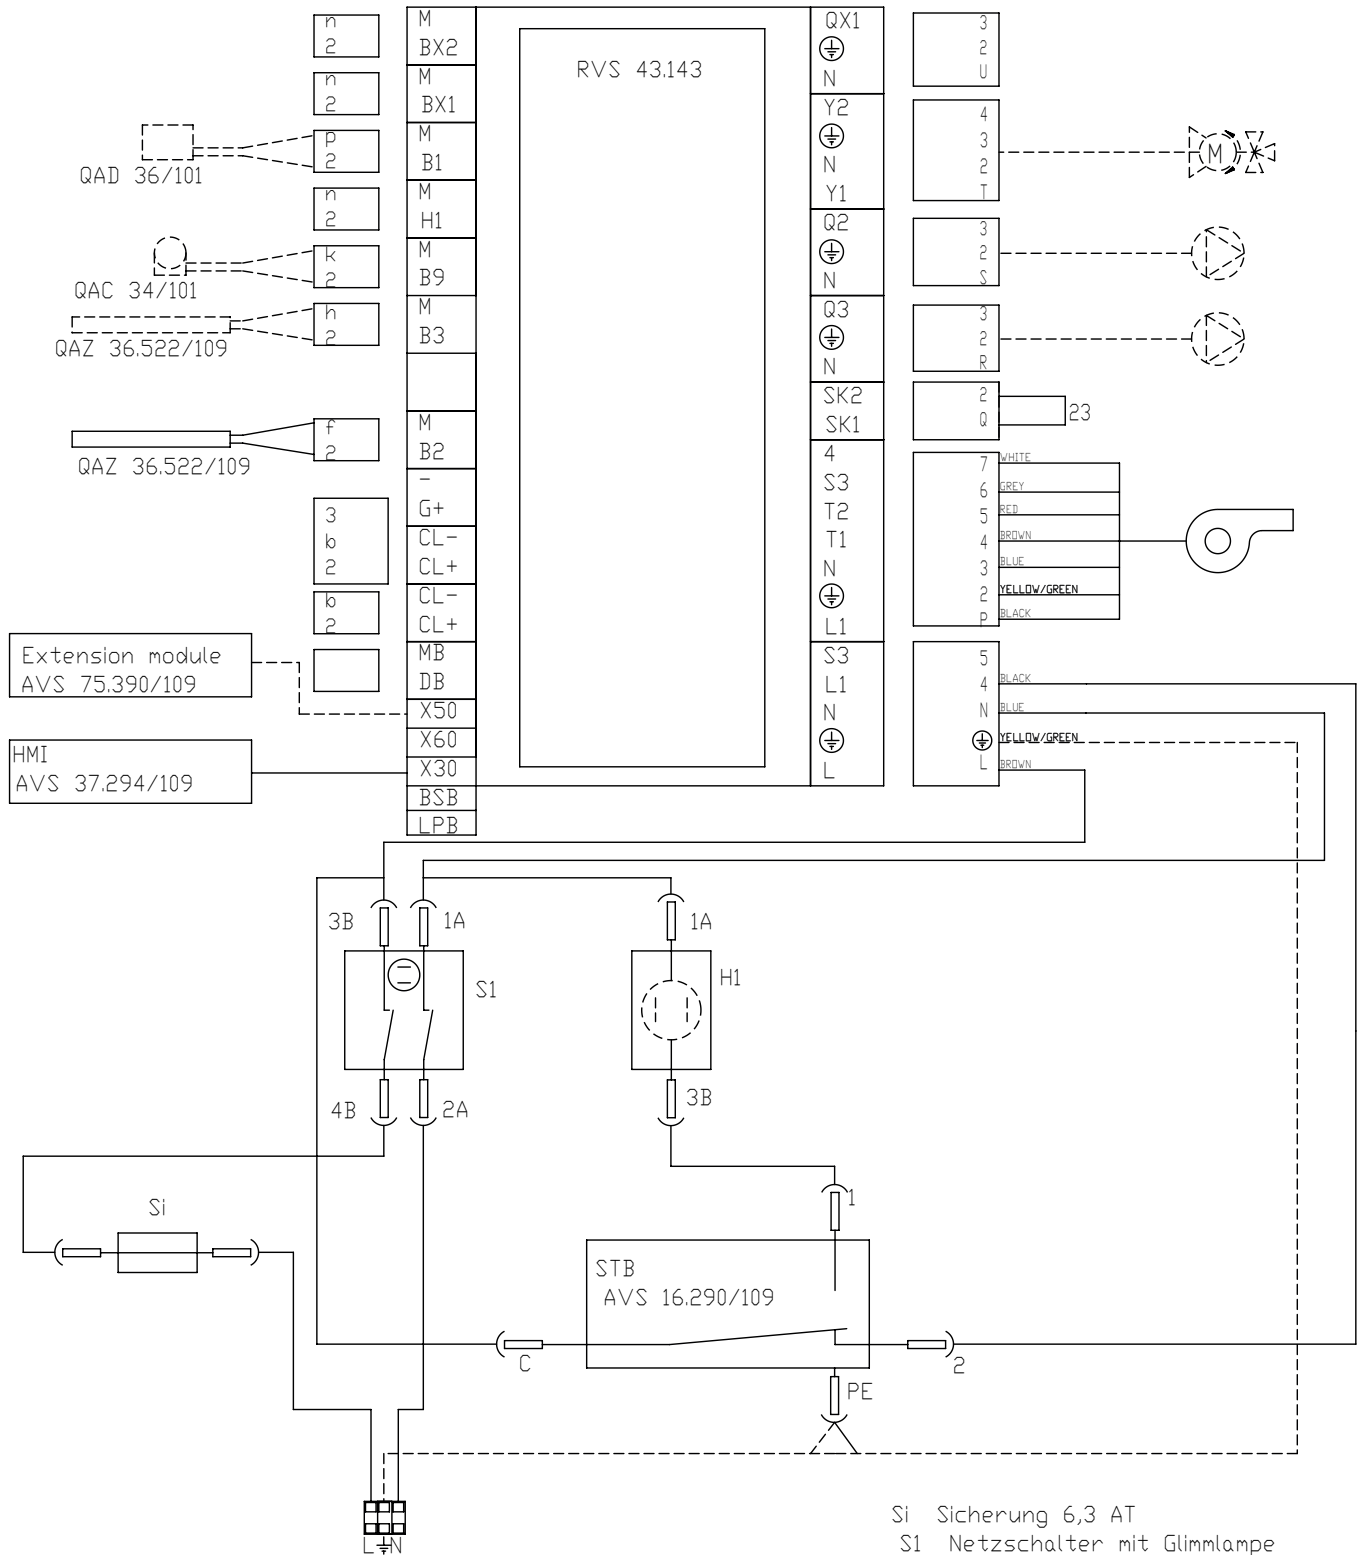 n
2
M
BX2
n
2
M
BX1
QAD 36/101
p
2
M
B1
n
2
M
H1
QAC 34/101
k
2
M
B9
QAZ 36.522/109
h
2
M
B3
QAZ 36.522/109
f
2
M
B2
-
G+
3
b
2
CL-
CL+
b
2
CL-
CL+
MB
DB
Extension module
AVS 75.390/109
X50
X60
HMI
AVS 37.294/109
X30
BSB
LPB
RVS 43.143
QX1
N
3
2
U
Y2
N
Y1
4
3
2
T
M
Q2
N
3
2
S
Q3
N
3
2
R
SK2
SK1
2
Q
23
4
S3
T2
T1
N
L1
7 WHITE
6 GREY
5 RED
4 BROWN
3 BLUE
2 YELLOW/GREEN
P BLACK
S3
L1
N
L
5
4 BLACK
N BLUE
YELLOW/GREEN
L BROWN
3B
1A
S1
4B
2A
1A
H1
3B
Si
1
STB
AVS 16.290/109
C
2
PE
L N
Si Sicherung 6,3 AT
S1 Netzschalter mit Glimmlampe